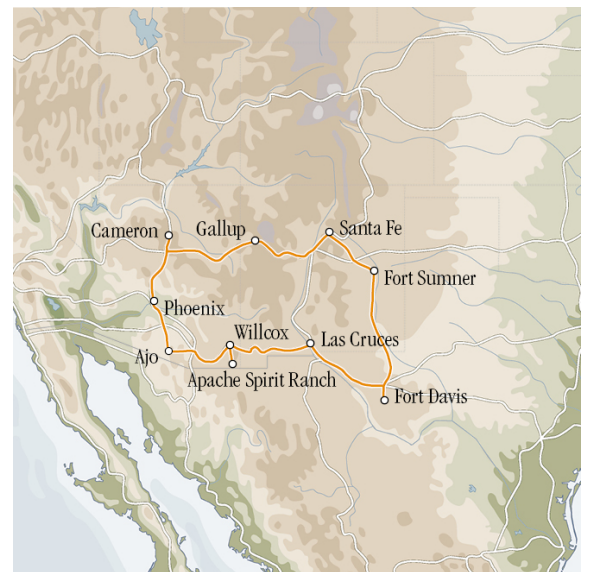 Cameron
Gallup
Santa Fe
Fort Sumner
Phoenix
Willcox
Las Cruces
Ajo
Apache Spirit Ranch
Fort Davis